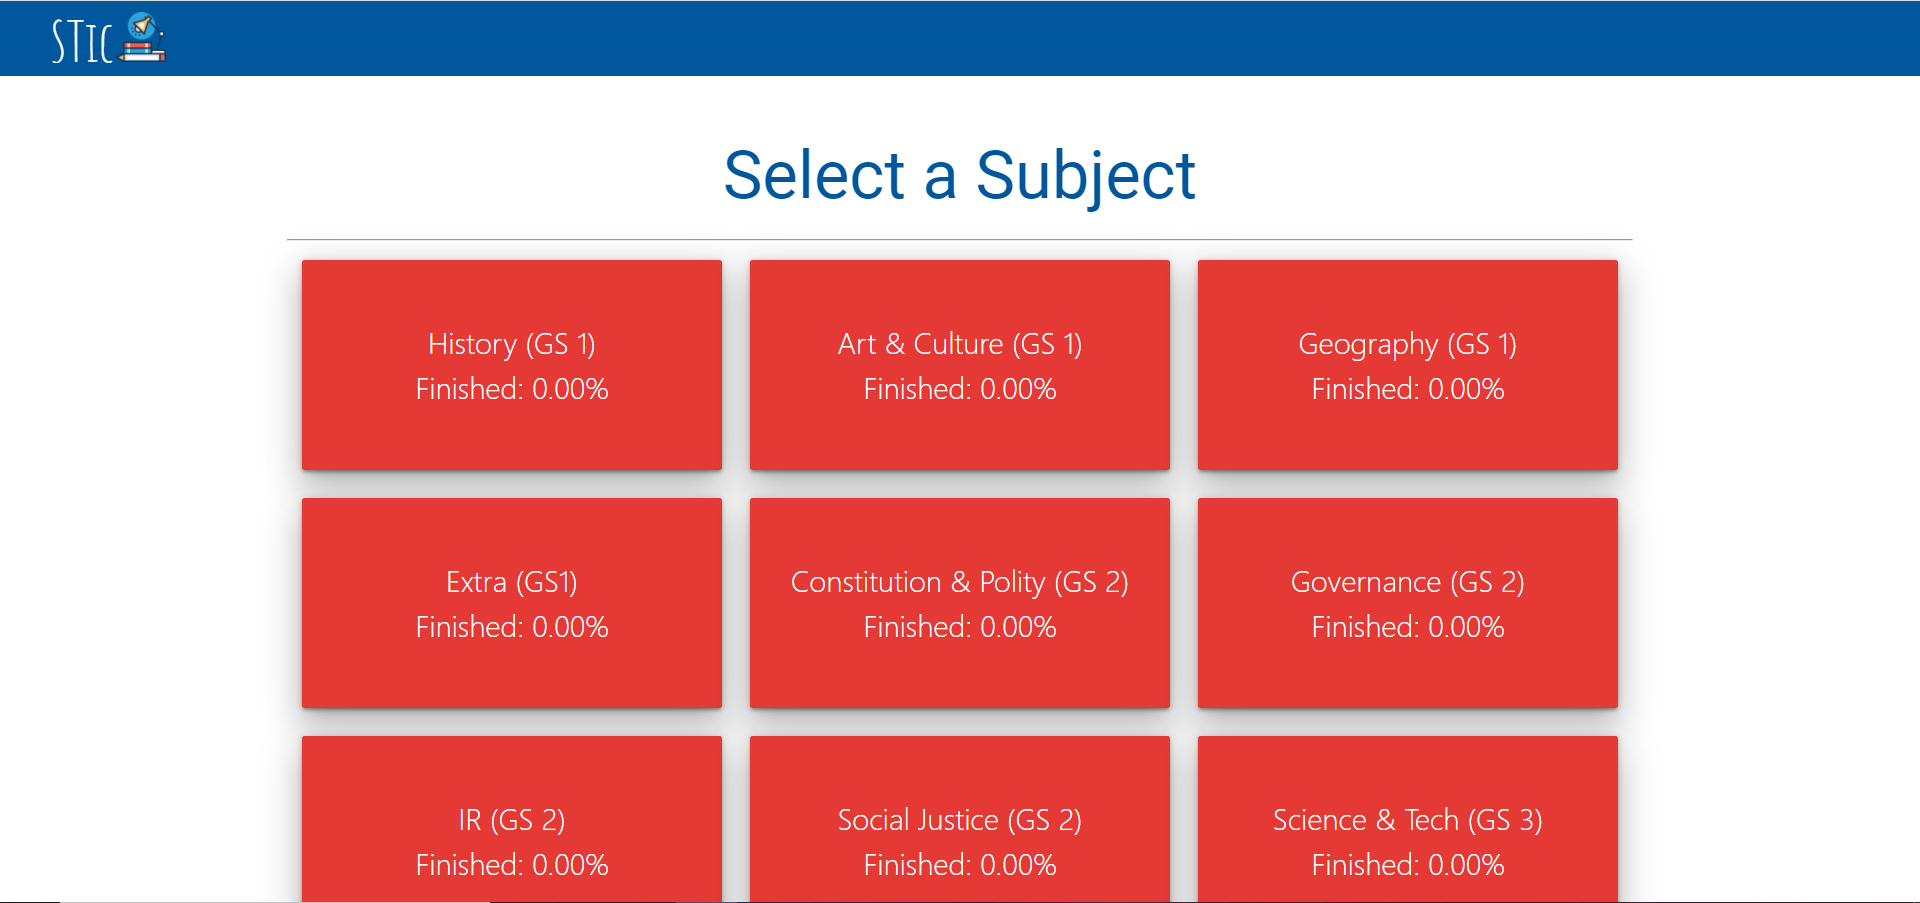 STic
Select a Subject
History (GS 1)
Finished: 0.00%
Art & Culture (GS 1)
Finished: 0.00%
Geography (GS 1)
Finished: 0.00%
Extra (GS1)
Finished: 0.00%
Constitution & Polity (GS 2)
Finished: 0.00%
Governance (GS 2)
Finished: 0.00%
IR (GS 2)
Finished: 0.00%
Social Justice (GS 2)
Finished: 0.00%
Science & Tech (GS 3)
Finished: 0.00%